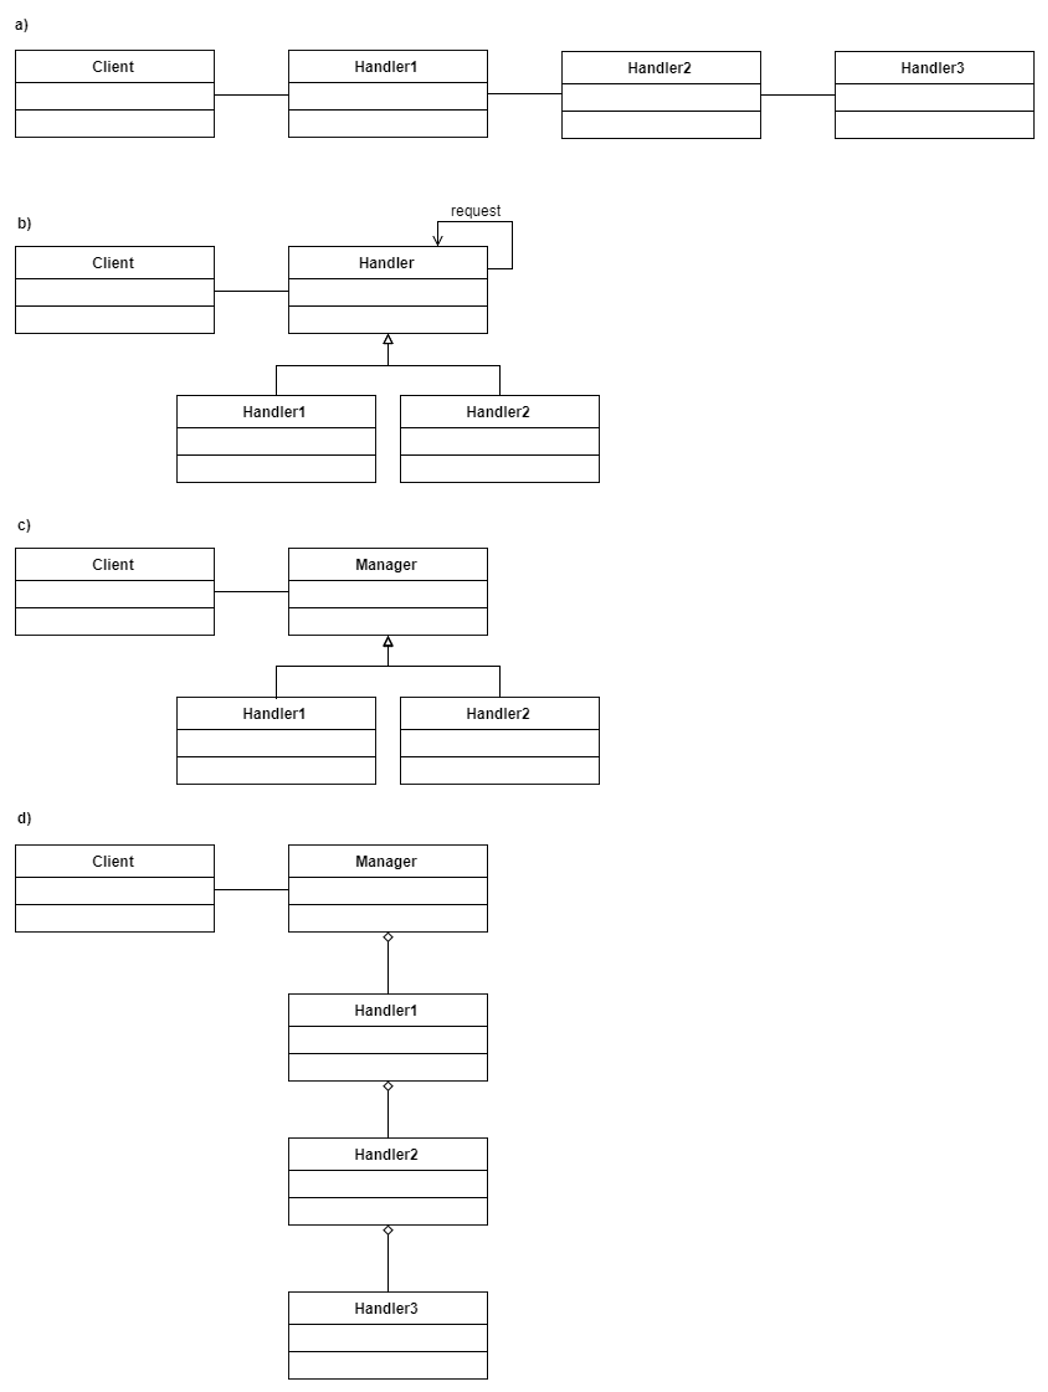 a)
Client Handler1 Handler2 Handler3
b)
request
Client Handler
Handler1 Handler2
c)
Client Manager
Handler1 Handler2
d)
Client Manager
Handler1
Handler2
Handler3